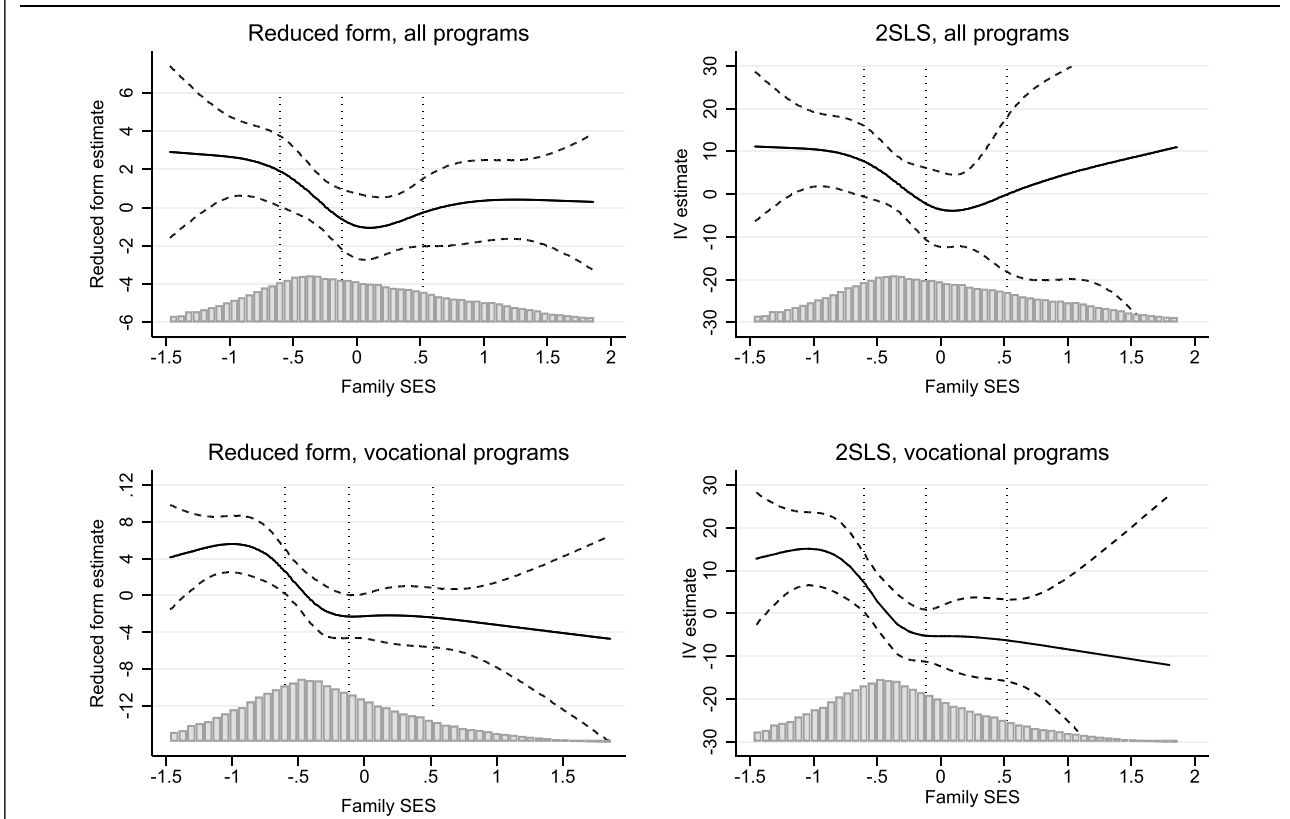 Reduced form, all programs
Reduced form estimate
6
4
2
0
-2
-4
-6
-1.5 -1 -.5 0 .5 1 1.5 2
Family SES
2SLS, all programs
IV estimate
30
20
10
0
-10
-20
-30
-1.5 -1 -.5 0 .5 1 1.5 2
Family SES
Reduced form, vocational programs
Reduced form estimate
.12
8
4
0
-4
-8
-12
-1.5 -1 -.5 0 .5 1 1.5
Family SES
2SLS, vocational programs
IV estimate
30
20
10
0
-10
-20
-30
-1.5 -1 -.5 0 .5 1 1.5 2
Family SES